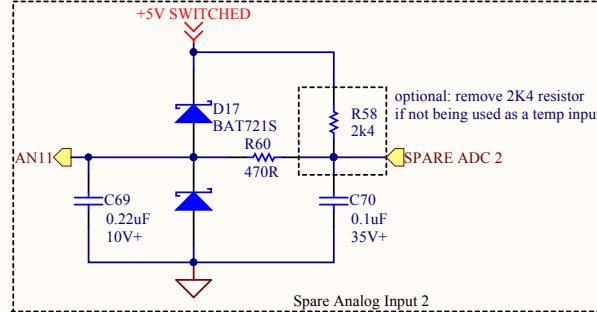 +5V SWITCHED
optional: remove 2K4 resistor
if not being used as a temp input
D17
BAT721S
R58
2k4
R60
470R
AN11
SPARE ADC 2
C69
0.22uF
10V+
C70
0.1uF
35V+
Spare Analog Input 2